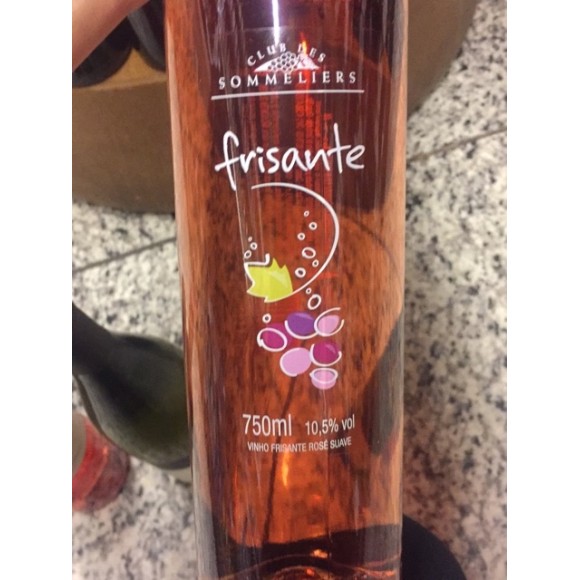 CLUB DES
SOMMELIERS
frisante
750ml 10,5% vol
VINHO FRISANTE ROSÉ SUAVE